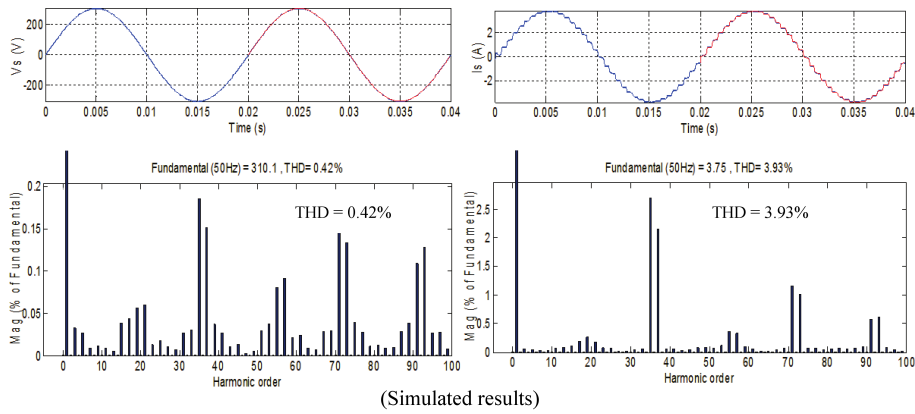 Vs (V)
200
0
-200
0 0.005 0.01 0.015 0.02 0.025 0.03 0.035 0.04
Time (s)
Is (A)
2
0
-2
0 0.005 0.01 0.015 0.02 0.025 0.03 0.035 0.04
Time (s)
Fundamental (50Hz) = 310.1 , THD= 0.42%
THD = 0.42%
Mag (% of Fundamental)
0.2
0.15
0.1
0.05
0
0 10 20 30 40 50 60 70 80 90 100
Harmonic order
Fundamental (50Hz) = 3.75 , THD= 3.93%
THD = 3.93%
Mag (% of Fundamental)
2.5
2
1.5
1
0.5
0
0 10 20 30 40 50 60 70 80 90 100
Harmonic order
(Simulated results)